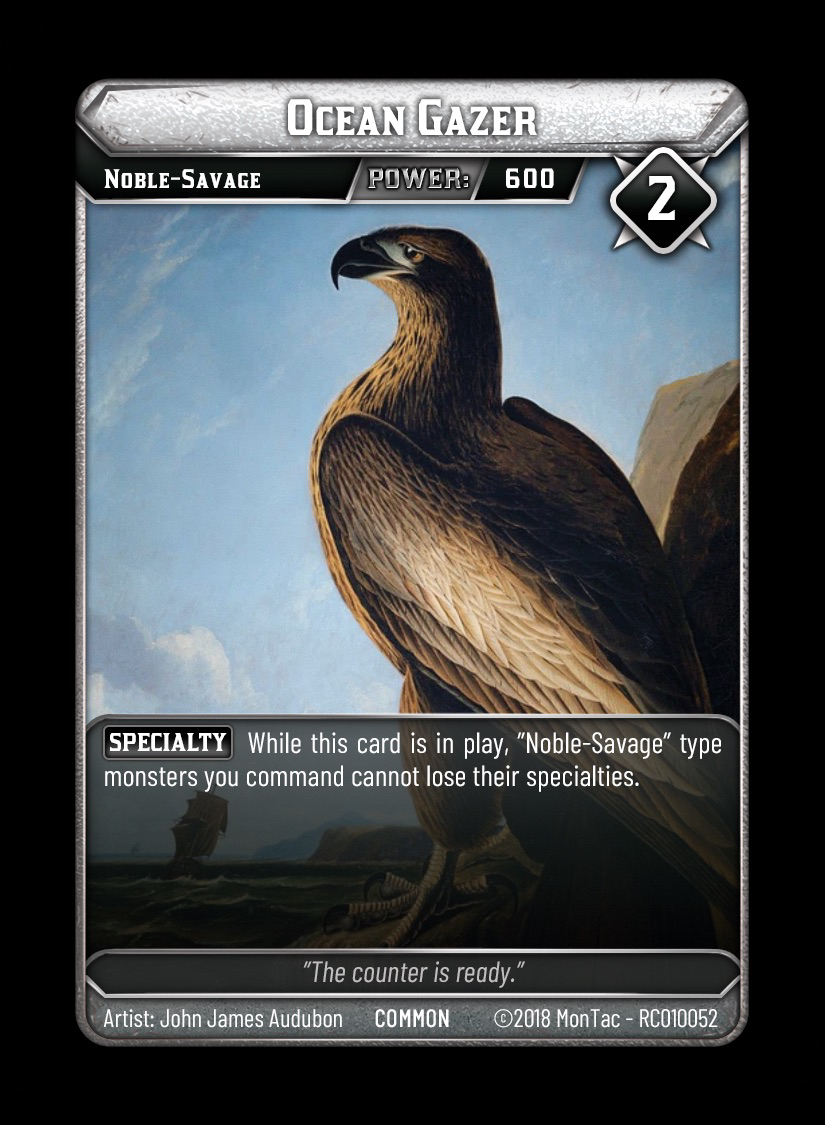 Ocean Gazer
Noble-Savage POWER: 600 2
SPECIALTY While this card is in play, "Noble-Savage" type
monsters you command cannot lose their specialties.
"The counter is ready."
Artist: John James Audubon COMMON ©2018 MonTac - RC010052